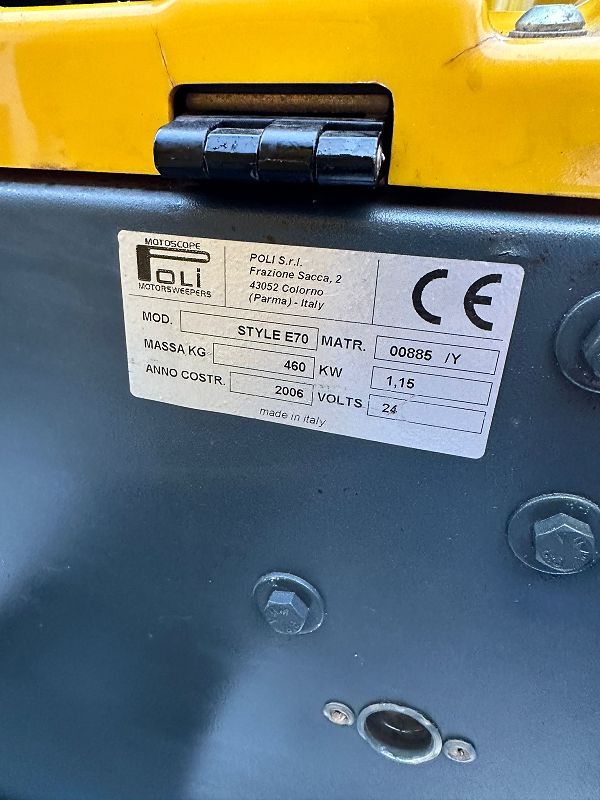 MOTOSCOPE
POLi
MOTORSWEEPERS
POLI S.r.l.
Frazione Sacca, 2
43052 Colorno
(Parma) - Italy
CE
MOD. STYLE E70 MATR. 00885 /Y
MASSA KG 460 KW 1,15
ANNO COSTR. 2006 VOLTS 24
made in italy